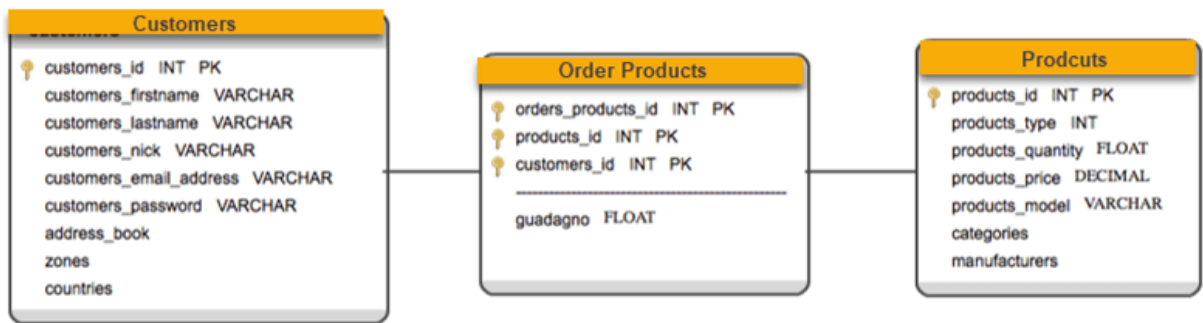 Customers
customers_id INT PK
customers_firstname VARCHAR
customers_lastname VARCHAR
customers_nick VARCHAR
customers_email_address VARCHAR
customers_password VARCHAR
address_book
zones
countries
Order Products
orders_products_id INT PK
products_id INT PK
customers_id INT PK
guadagno FLOAT
Prodcuts
products_id INT PK
products_type INT
products_quantity FLOAT
products_price DECIMAL
products_model VARCHAR
categories
manufacturers